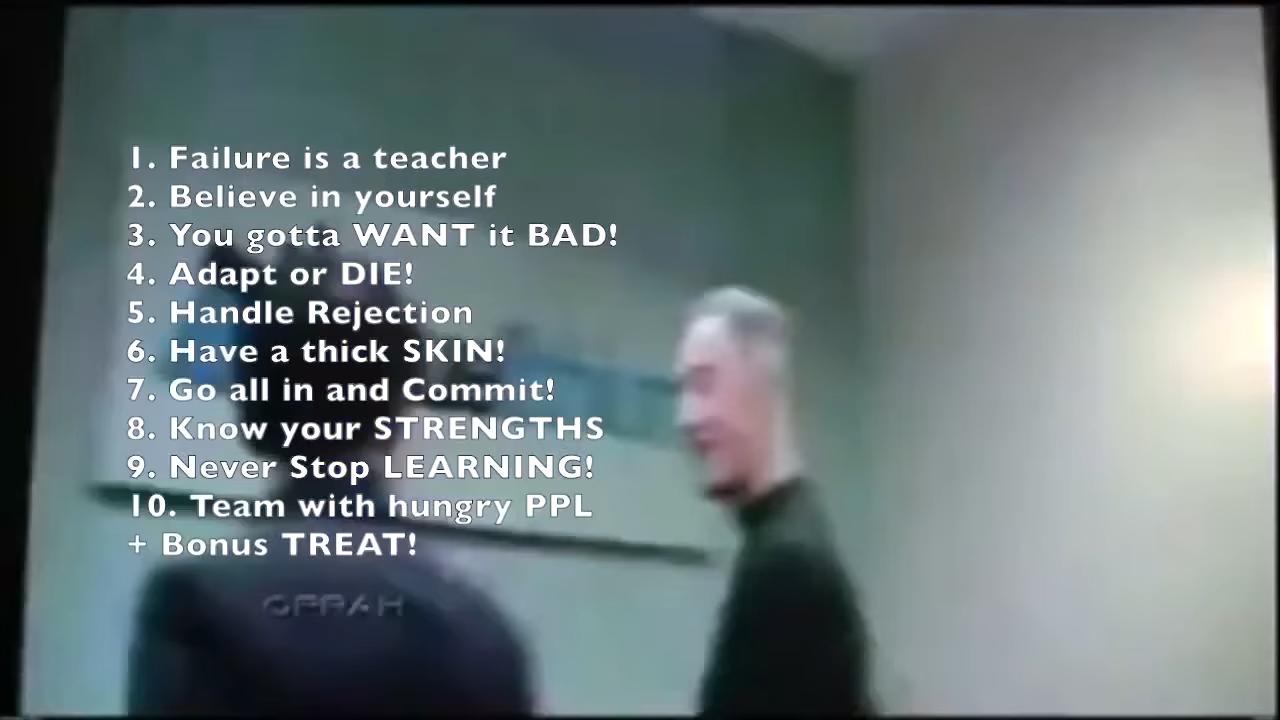 1. Failure is a teacher
2. Believe in yourself
3. You gotta WANT it BAD!
4. Adapt or DIE!
5. Handle Rejection
6. Have a thick SKIN!
7. Go all in and Commit!
8. Know your STRENGTHS
9. Never Stop LEARNING!
10. Team with hungry PPL
+ Bonus TREAT!
OPRAH